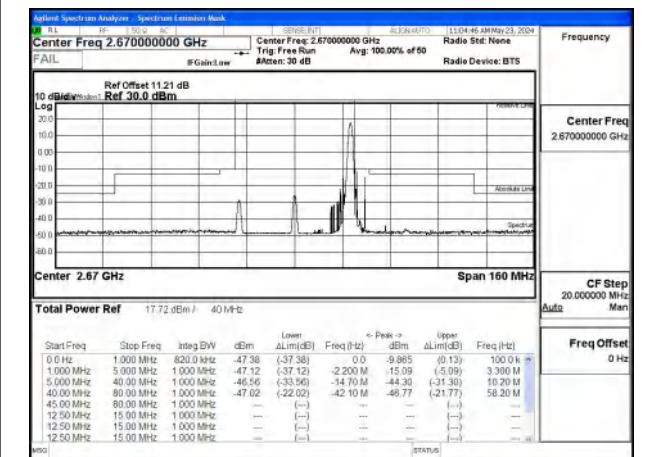 Agilent Spectrum Analyzer - Spectrum Emission Mask
RL RF 50 Ω AC SENSE:INT ALIGN AUTO 11:04:46 AM May 23, 2024
Center Freq 2.670000000 GHz
Center Freq: 2.670000000 GHz
Radio Std: None
Trig: Free Run Avg: 100.00% of 50
FAIL
IFGain:Low
#Atten: 30 dB
Radio Device: BTS
Ref Offset 11.21 dB
10 dB/div Ref 30.0 dBm
Log
Relative Limit
20.0
10.0
0.00
-10.0
-20.0
Absolute Limit
-30.0
-40.0
Spectrum
-50.0
-60.0
Center 2.67 GHz Span 160 MHz
Total Power Ref 17.72 dBm / 40 MHz
Lower <- Peak -> Upper
Start Freq Stop Freq Integ BW dBm ΔLim(dB) Freq (Hz) dBm ΔLim(dB) Freq (Hz)
0.0 Hz 1.000 MHz 820.0 kHz -47.38 (-37.38) 0.0 -9.865 (0.13) 100.0 k
1.000 MHz 5.000 MHz 1.000 MHz -47.12 (-37.12) -2.200 M -15.09 (-5.09) 3.300 M
5.000 MHz 40.00 MHz 1.000 MHz -46.56 (-33.56) -14.70 M -44.30 (-31.30) 10.20 M
40.00 MHz 80.00 MHz 1.000 MHz -47.02 (-22.02) -42.10 M -46.77 (-21.77) 58.20 M
45.00 MHz 80.00 MHz 1.000 MHz --- (---) --- --- (---) ---
12.50 MHz 15.00 MHz 1.000 MHz --- (---) --- --- (---) ---
12.50 MHz 15.00 MHz 1.000 MHz --- (---) --- --- (---) ---
12.50 MHz 15.00 MHz 1.000 MHz --- (---) --- --- (---) ---
MSG STATUS
Frequency
Center Freq
2.670000000 GHz
CF Step
20.000000 MHz
Auto Man
Freq Offset
0 Hz